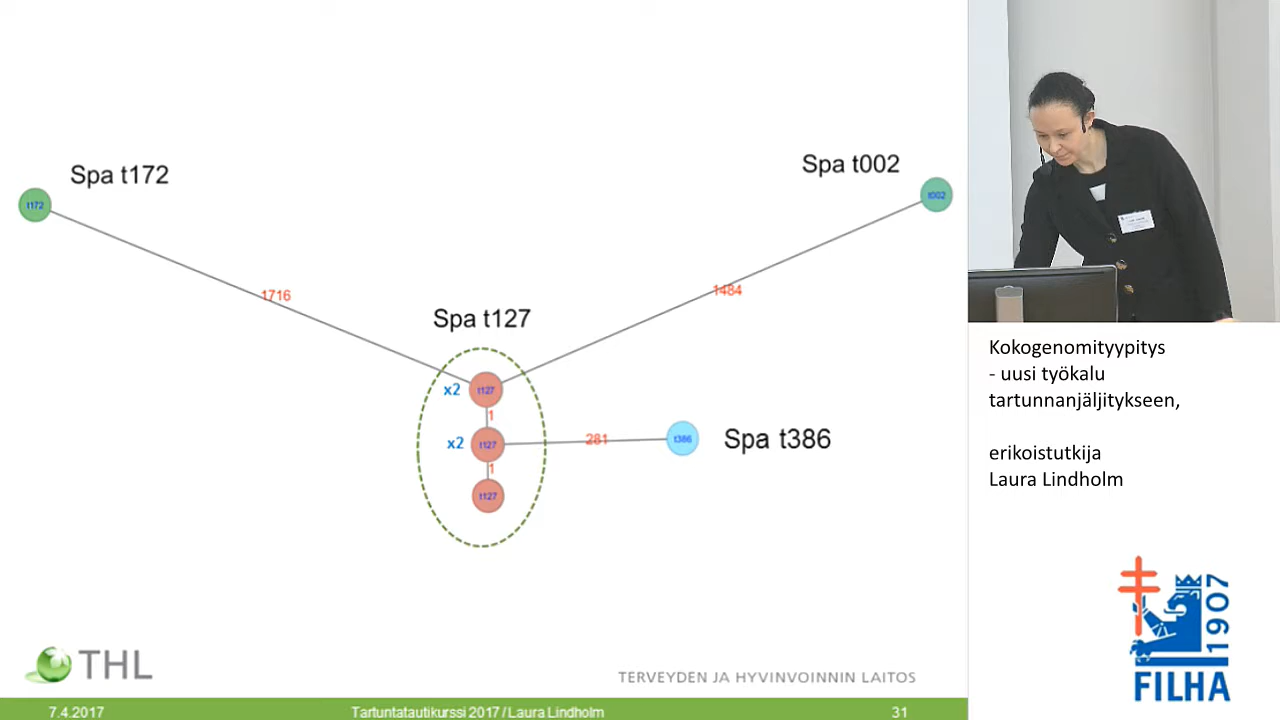 Spa t172
Spa t002
t172
t002
1716
1484
Spa t127
x2
t127
1
x2
t127
281
t386
Spa t386
1
t127
THL
TERVEYDEN JA HYVINVOINNIN LAITOS
7.4.2017
Tartuntatautikurssi 2017 / Laura Lindholm
31
Kokogenomityypitys
- uusi työkalu
tartunnanjäljitykseen,
erikoistutkija
Laura Lindholm
1907
FILHA